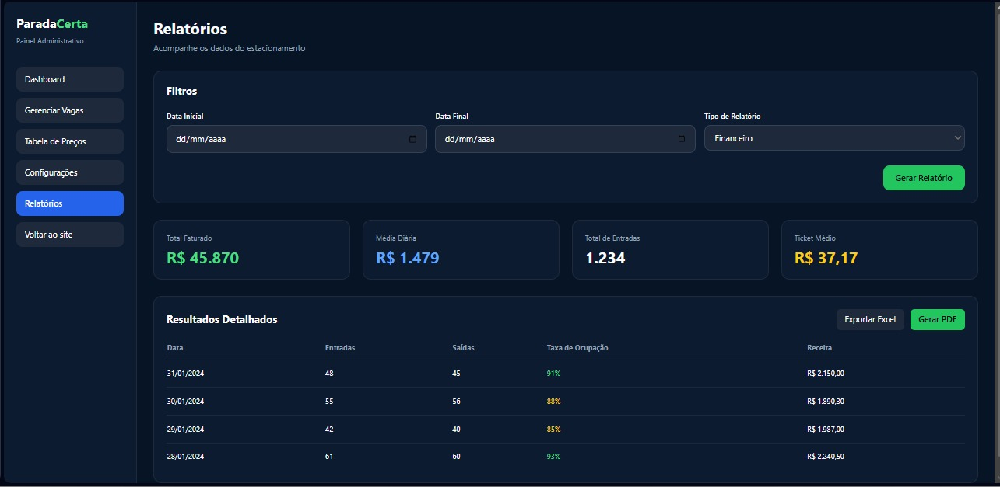 ParadaCerta
Painel Administrativo
Dashboard
Gerenciar Vagas
Tabela de Preços
Configurações
Relatórios
Voltar ao site
Relatórios
Acompanhe os dados do estacionamento
Filtros
Data Inicial Data Final Tipo de Relatório
dd/mm/aaaa dd/mm/aaaa Financeiro
Gerar Relatório
Total Faturado Média Diária Total de Entradas Ticket Médio
R$ 45.870 R$ 1.479 1.234 R$ 37,17
Resultados Detalhados Exportar Excel Gerar PDF
Data Entradas Saídas Taxa de Ocupação Receita
31/01/2024 48 45 91% R$ 2.150,00
30/01/2024 55 56 88% R$ 1.890,30
29/01/2024 42 40 85% R$ 1.987,00
28/01/2024 61 60 93% R$ 2.240,50